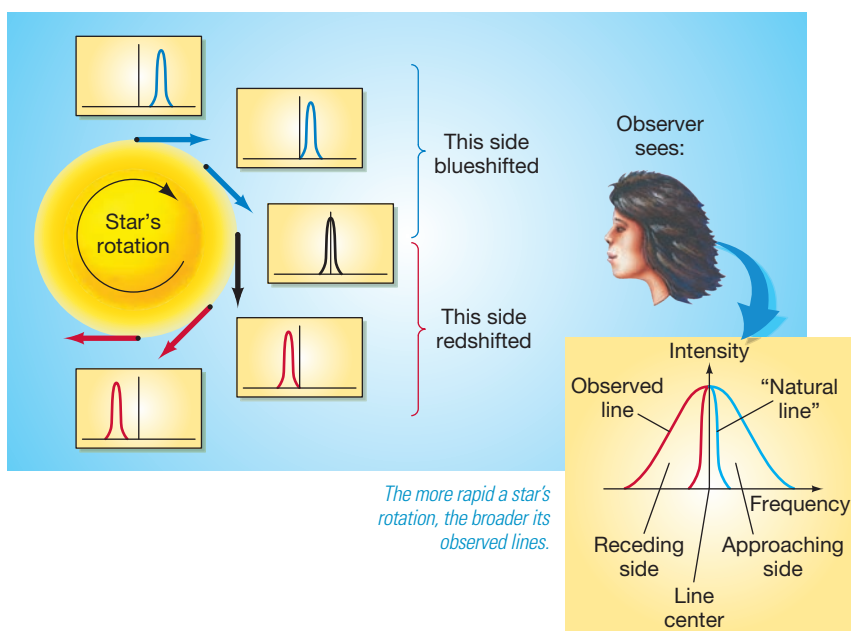 This side
blueshifted
Observer
sees:
Star's
rotation
This side
redshifted
Intensity
Observed
line
“Natural
line”
The more rapid a star's
rotation, the broader its
observed lines.
Frequency
Receding
side
Approaching
side
Line
center